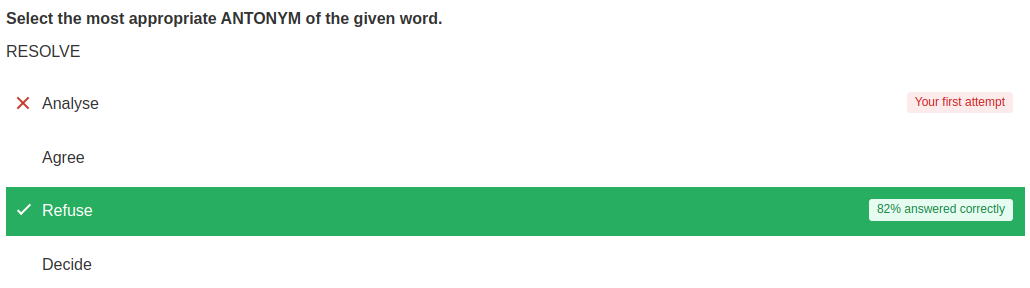 Select the most appropriate ANTONYM of the given word.
RESOLVE
Analyse Your first attempt
Agree
Refuse 82% answered correctly
Decide